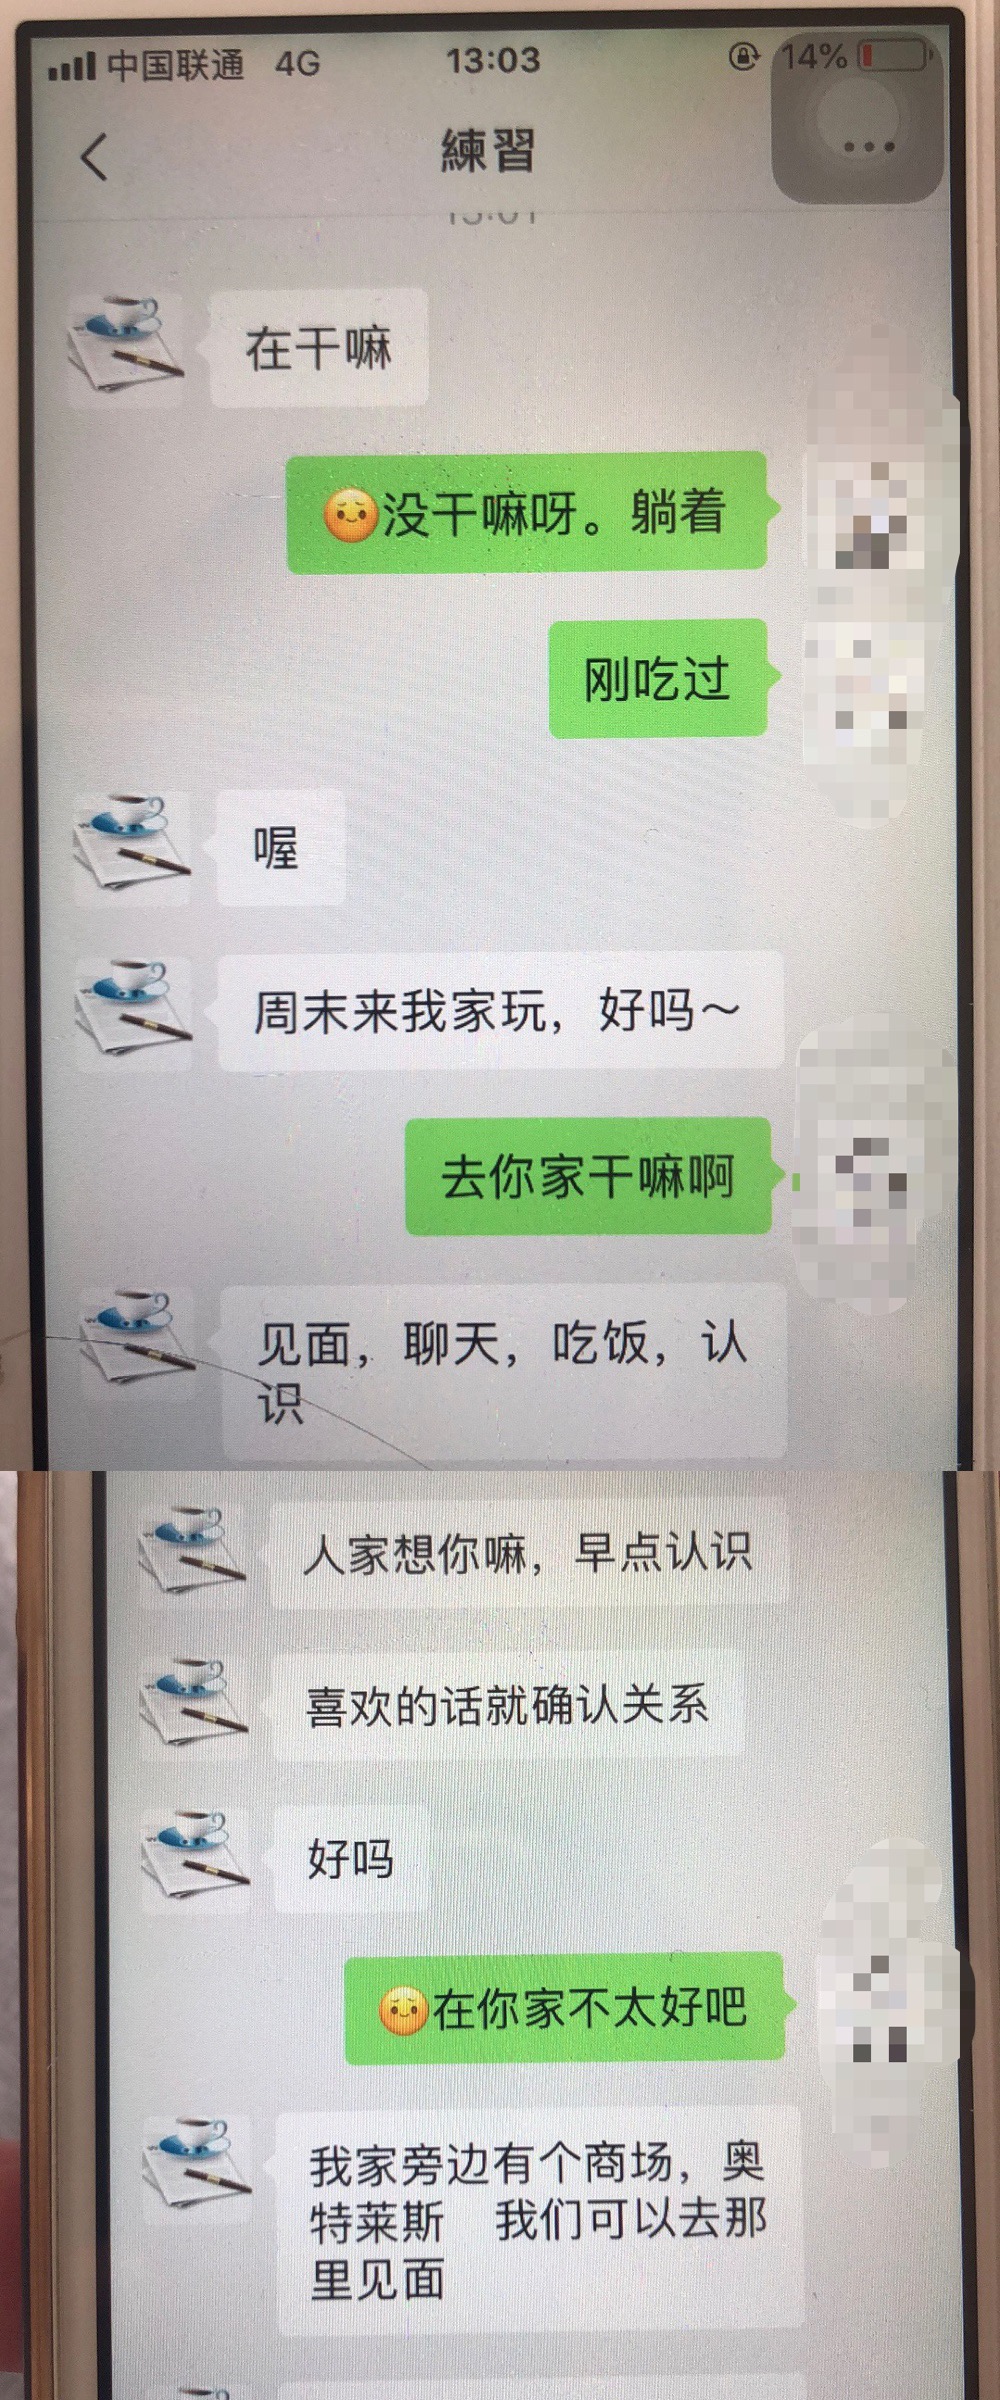 中国联通 4G 13:03 14%
練習
在干嘛
没干嘛呀。躺着
刚吃过
喔
周末来我家玩，好吗～
去你家干嘛啊
见面，聊天，吃饭，认
识
人家想你嘛，早点认识
喜欢的话就确认关系
好吗
在你家不太好吧
我家旁边有个商场，奥
特莱斯 我们可以去那
里见面